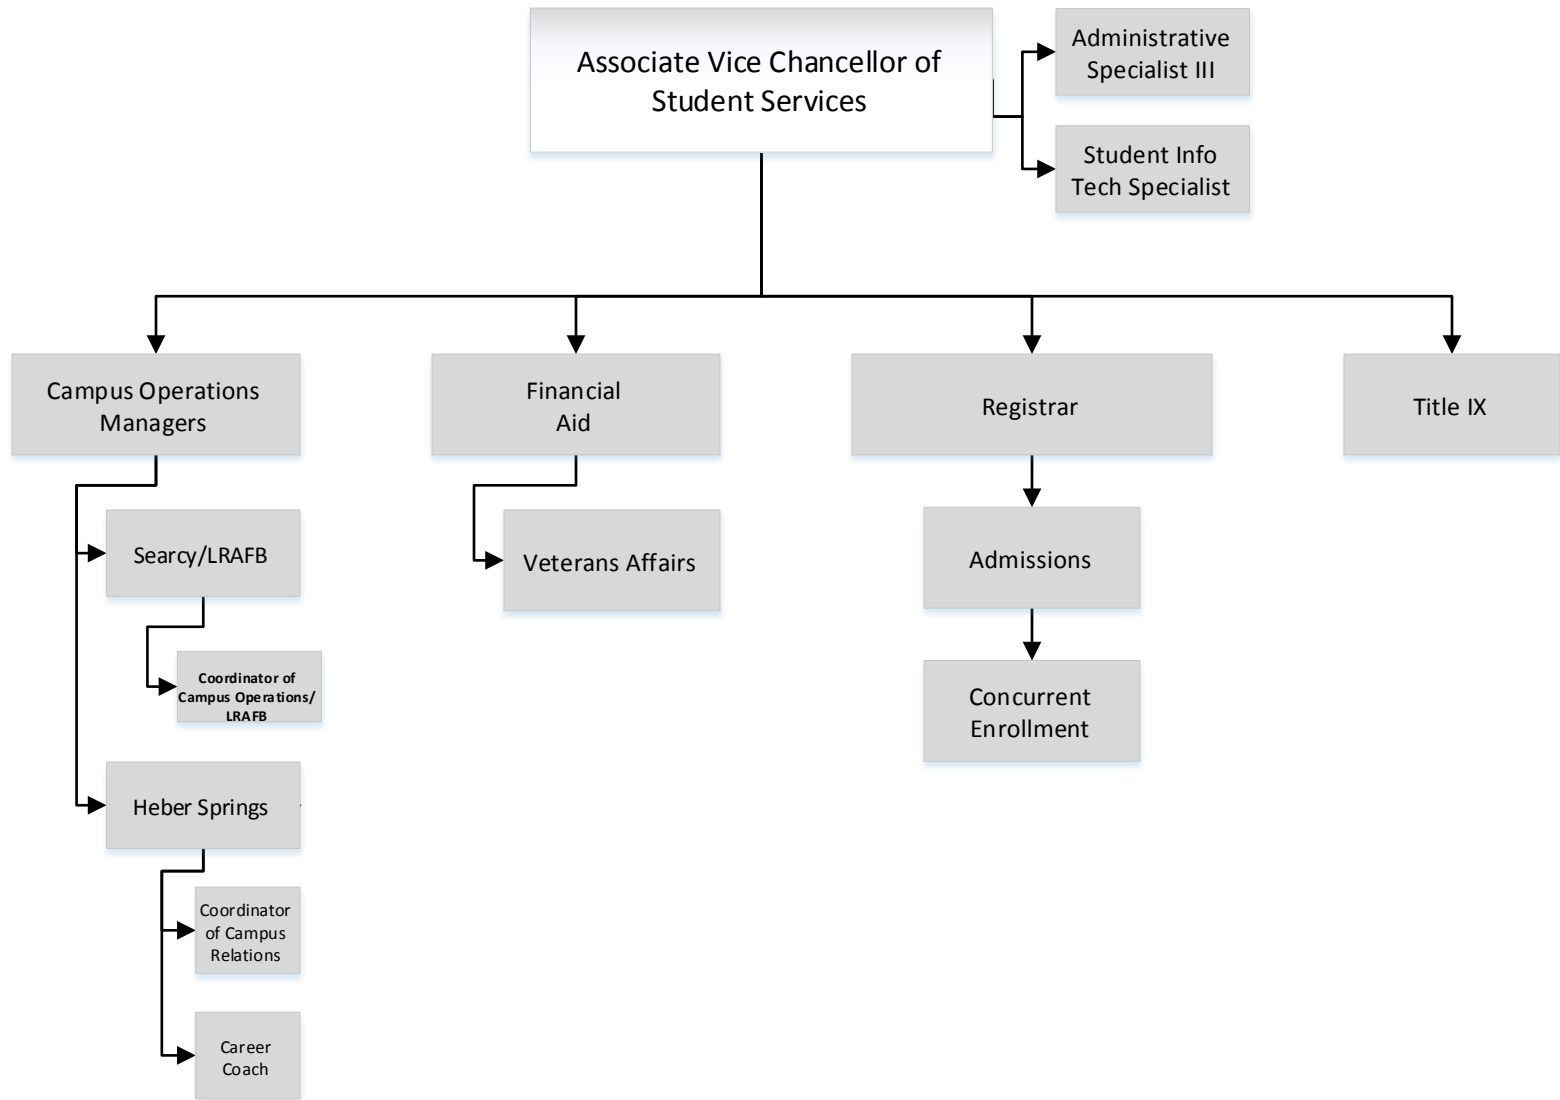 Associate Vice Chancellor of
Student Services
Administrative
Specialist III
Student Info
Tech Specialist
Campus Operations
Managers
Financial
Aid
Registrar
Title IX
Searcy/LRAFB
Veterans Affairs
Admissions
Coordinator of
Campus Operations/
LRAFB
Concurrent
Enrollment
Heber Springs
Coordinator
of Campus
Relations
Career
Coach